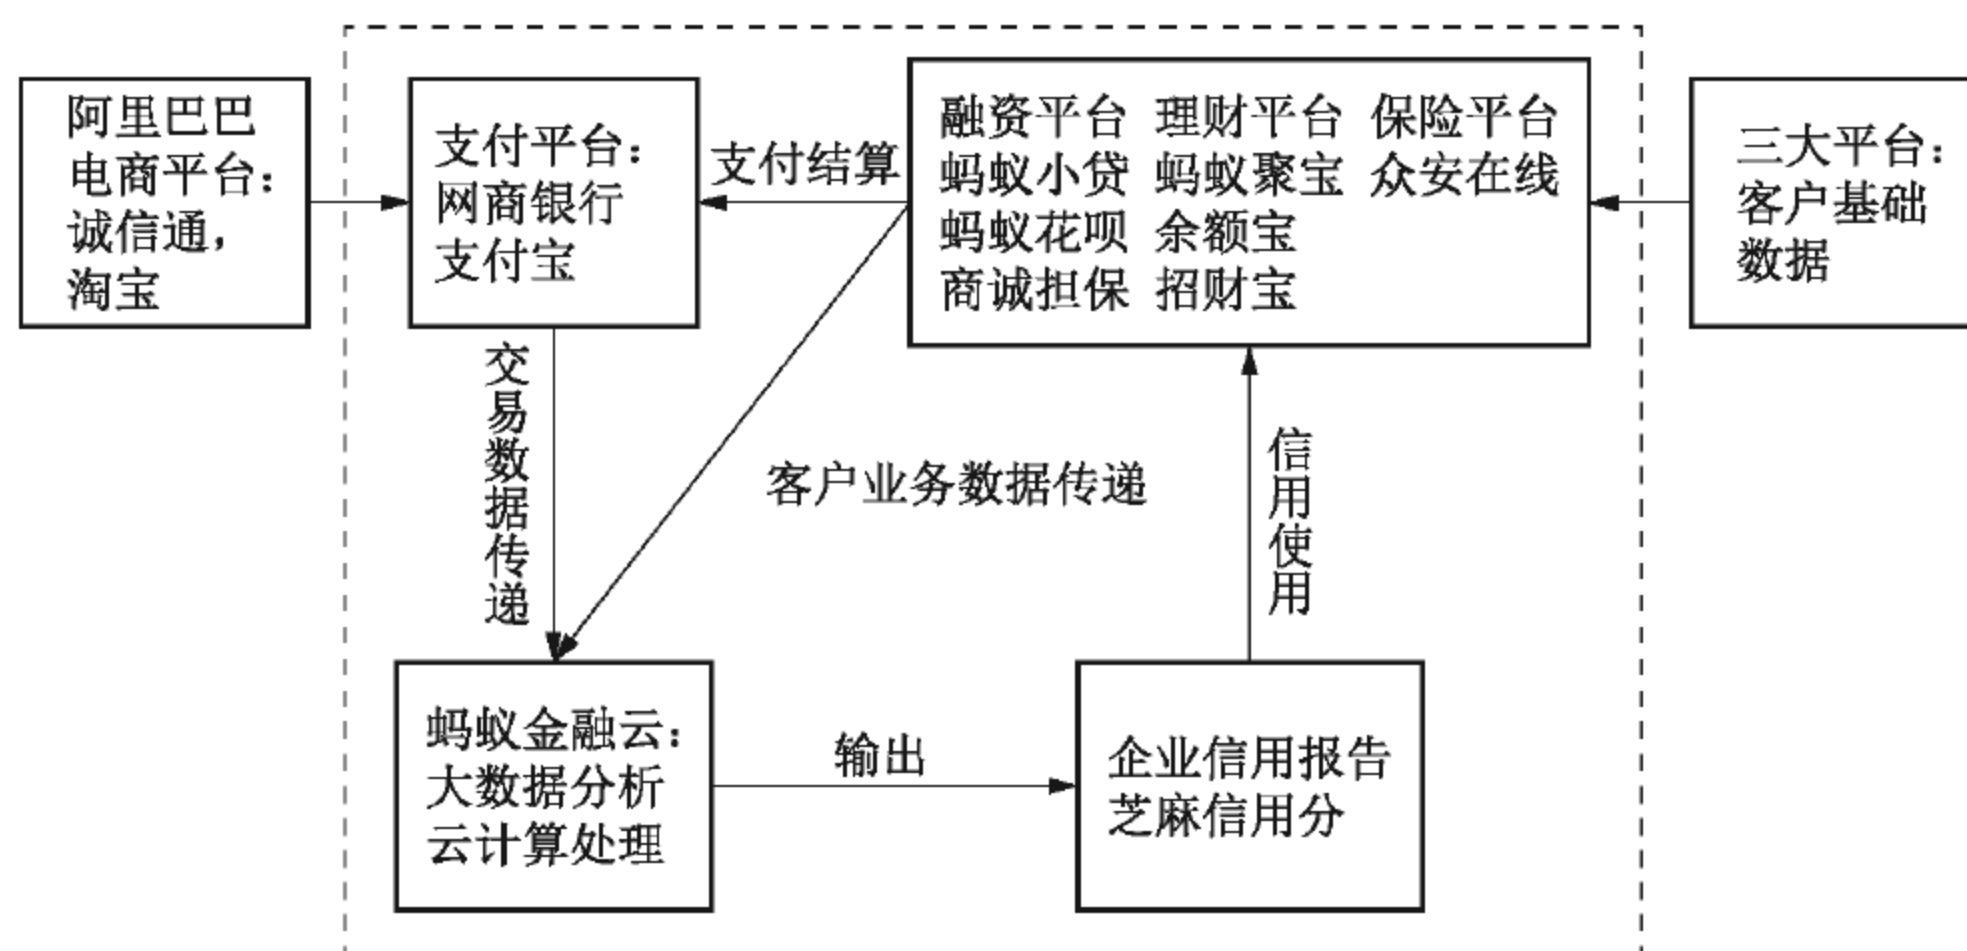 阿里巴巴
电商平台：
诚信通，
淘宝
支付平台：
网商银行
支付宝
支付结算
融资平台 理财平台 保险平台
蚂蚁小贷 蚂蚁聚宝 众安在线
蚂蚁花呗 余额宝
商诚担保 招财宝
三大平台：
客户基础
数据
交易数据传递
客户业务数据传递
信用使用
蚂蚁金融云：
大数据分析
云计算处理
输出
企业信用报告
芝麻信用分